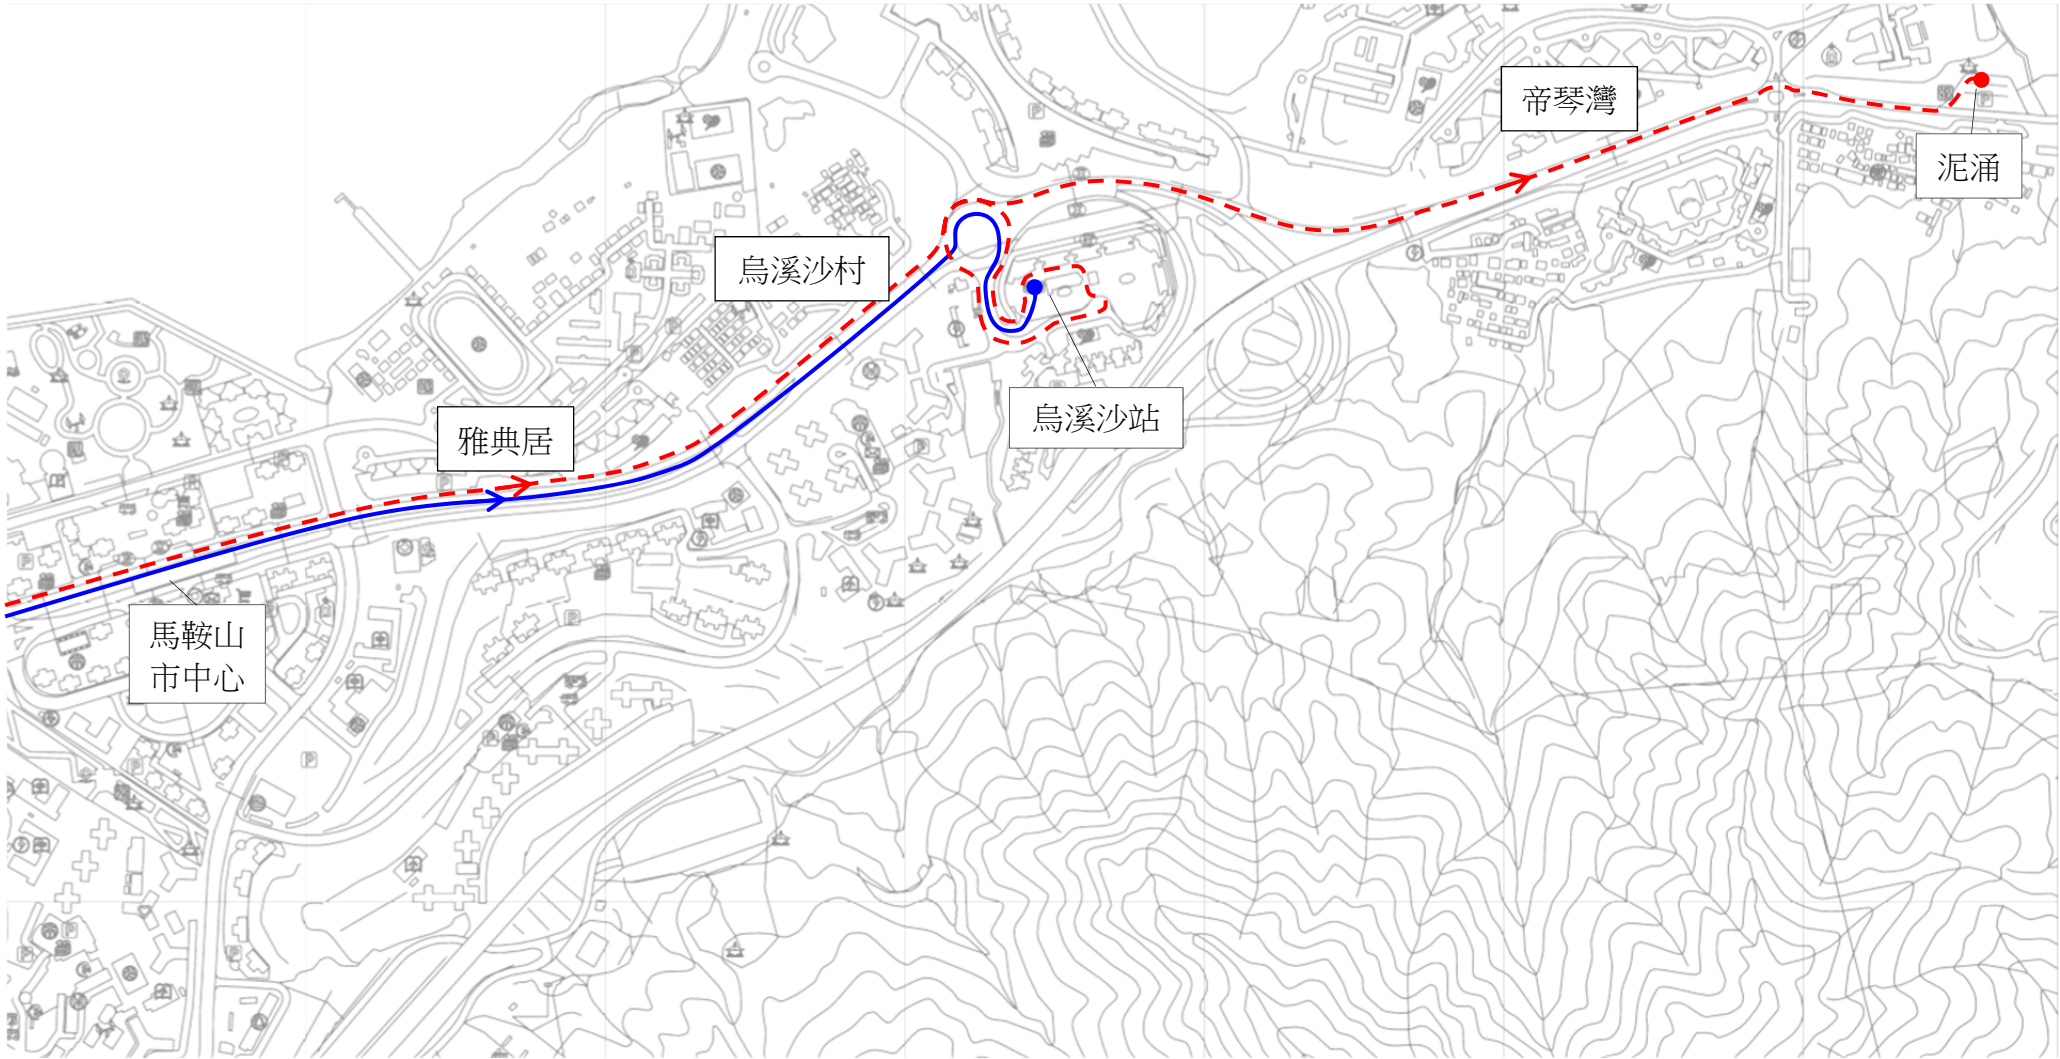 帝琴灣
泥涌
烏溪沙村
烏溪沙站
雅典居
馬鞍山
市中心